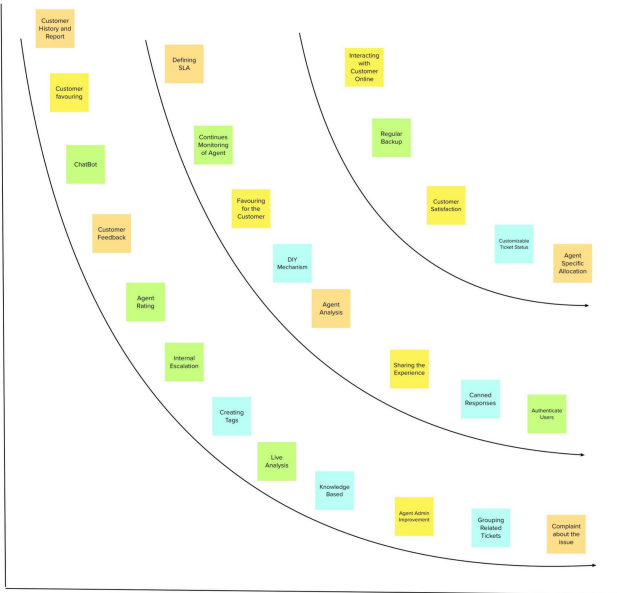 Customer
History and
Report
Customer
favouring
ChatBot
Customer
Feedback
Agent
Rating
Internal
Escalation
Creating
Tags
Live
Analysis
Knowledge
Based
Agent Admin
Improvement
Grouping
Related
Tickets
Complaint
about the
issue
Defining
SLA
Continues
Monitoring
of Agent
Favouring
for the
Customer
DIY
Mechanism
Agent
Analysis
Sharing the
Experience
Canned
Responses
Authenticate
Users
Interacting
with
Customer
Online
Regular
Backup
Customer
Satisfaction
Customizable
Ticket Status
Agent
Specific
Allocation